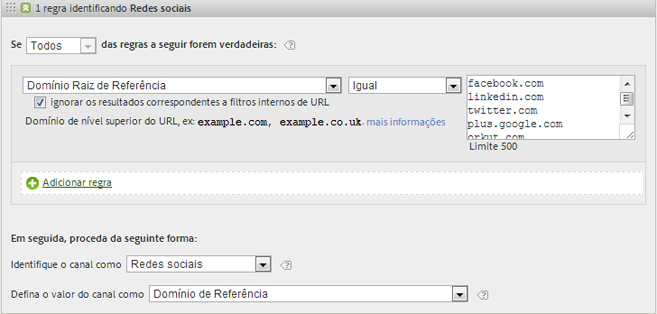 1 regra identificando Redes sociais
Se Todos das regras a seguir forem verdadeiras:
Domínio Raiz de Referência Igual
facebook.com
linkedin.com
twitter.com
plus.google.com
orkut.com
ignorar os resultados correspondentes a filtros internos de URL
Domínio de nível superior do URL, ex: example.com, example.co.uk. mais informações
Limite 500
Adicionar regra
Em seguida, proceda da seguinte forma:
Identifique o canal como Redes sociais
Defina o valor do canal como Domínio de Referência